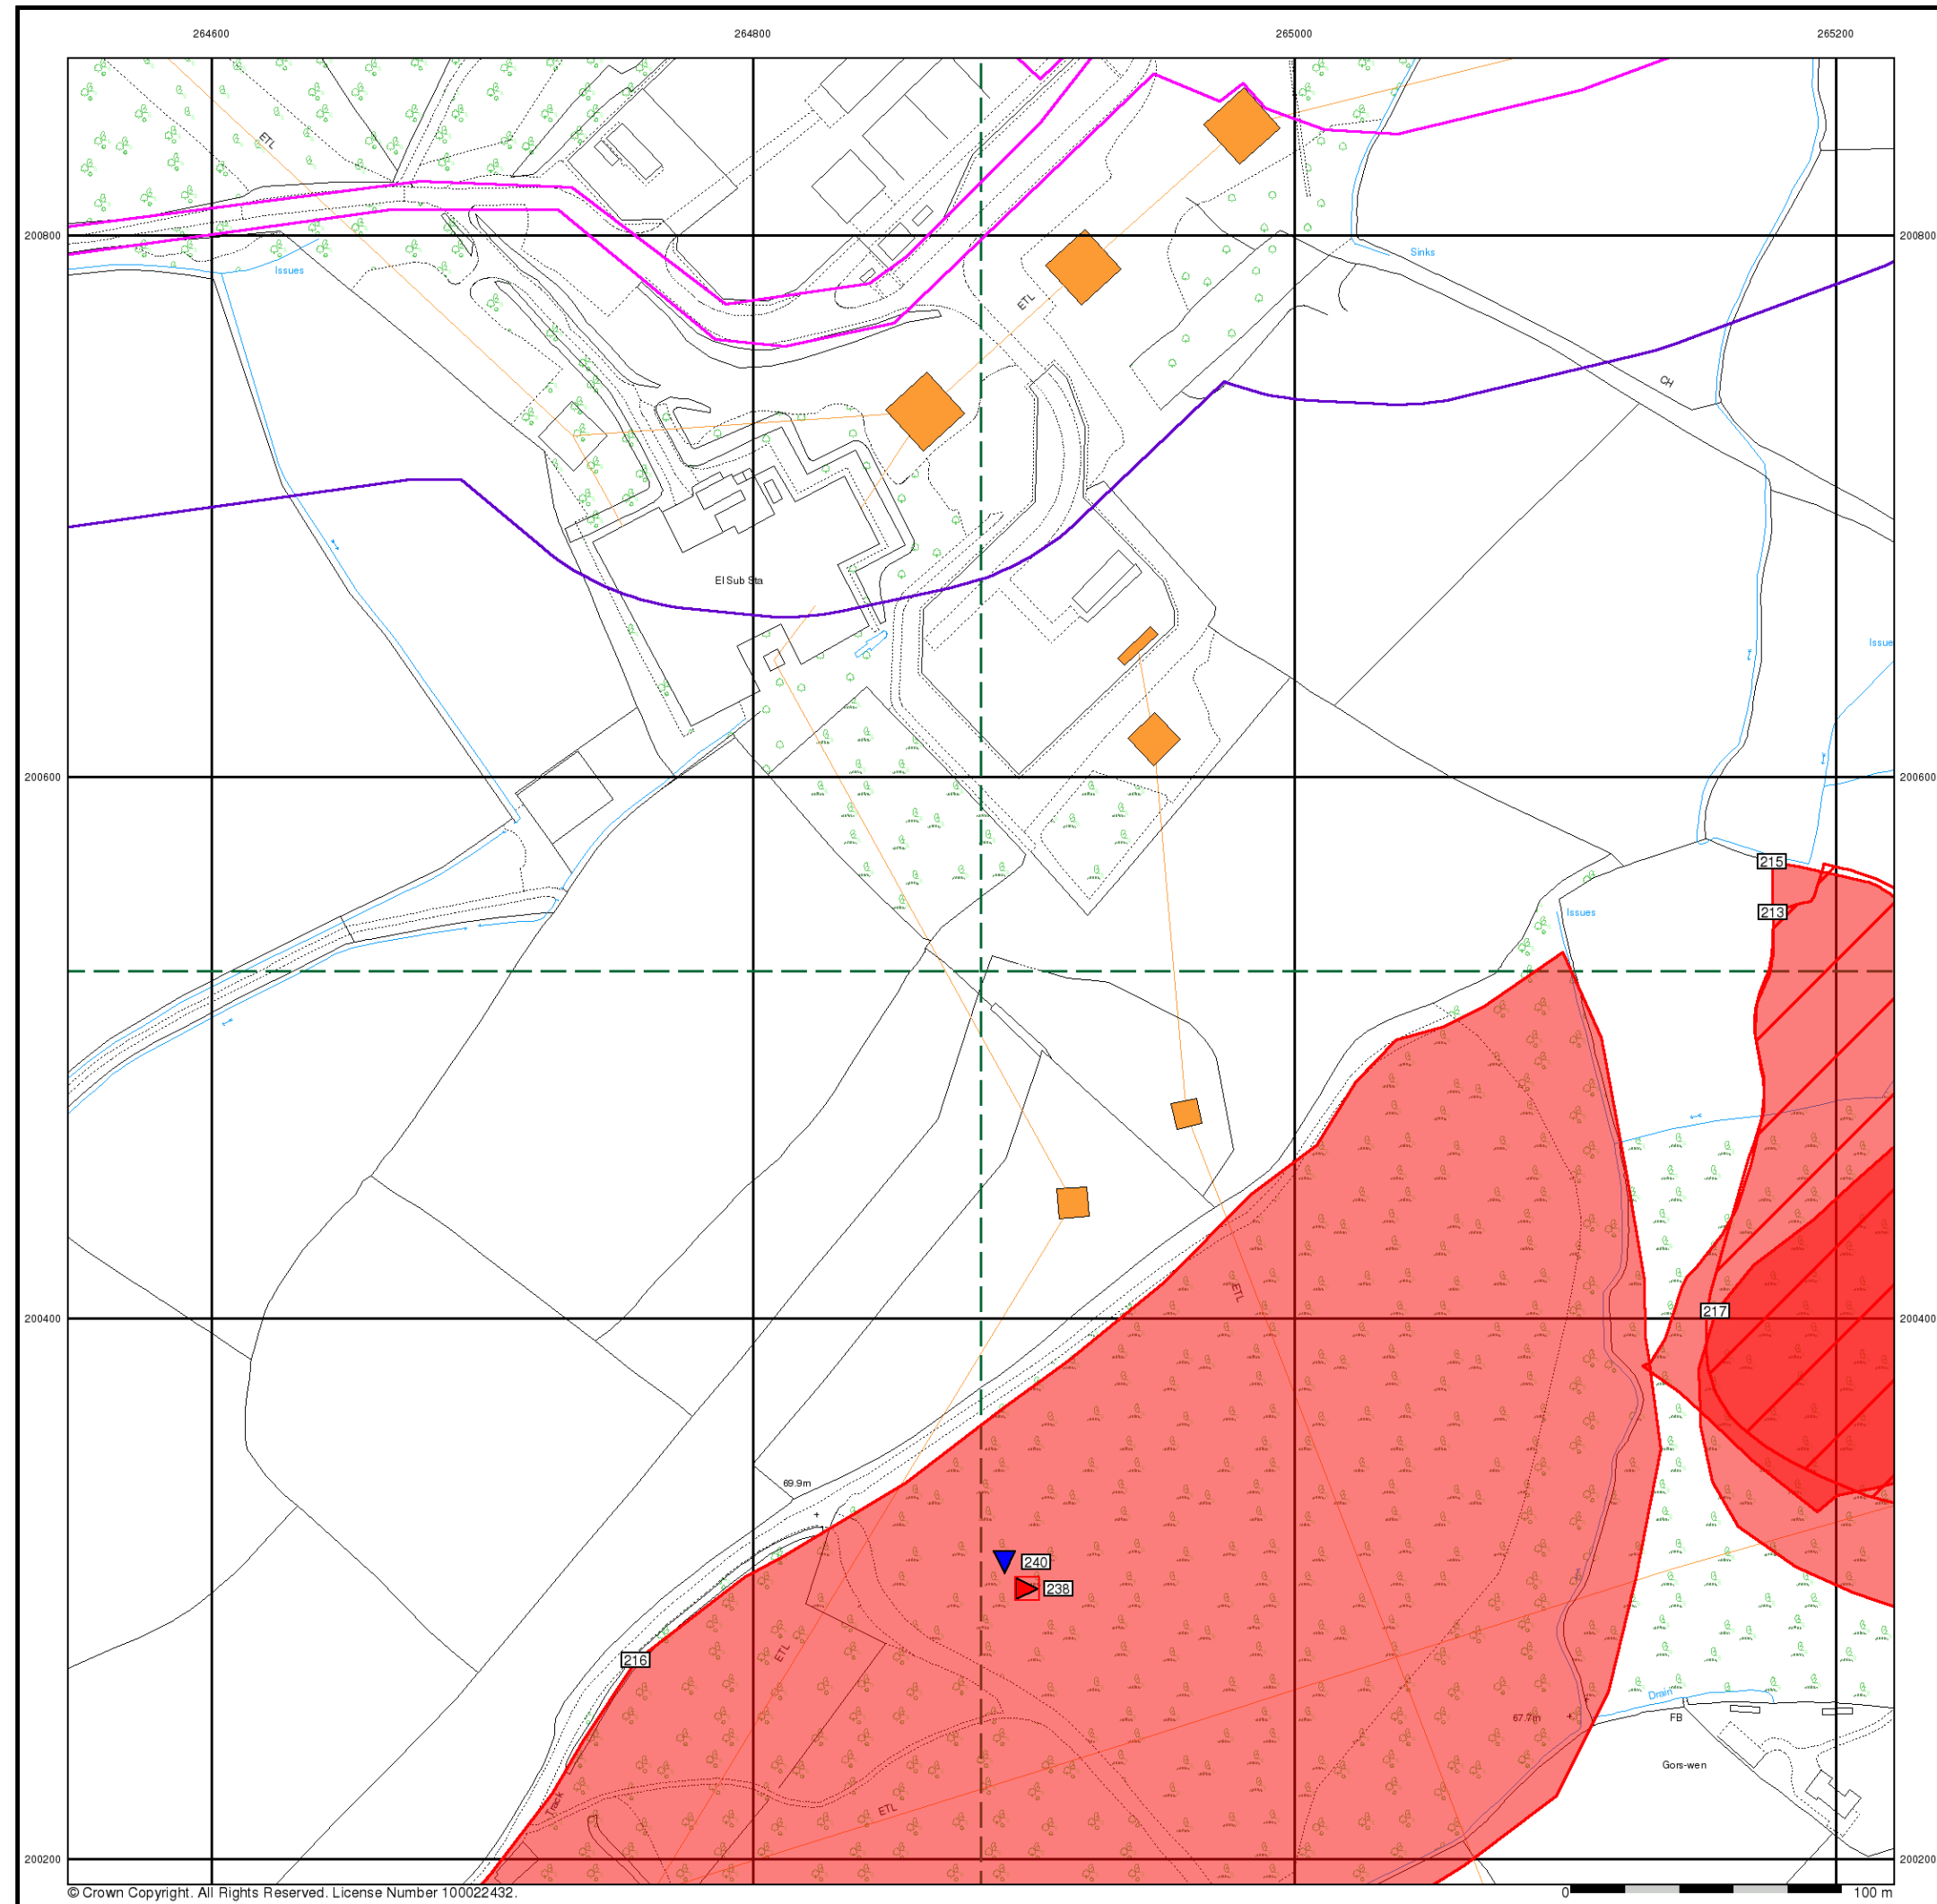 264600 264800 265000 265200
ETL
200800 200800
Sinks
Issues
ETL
CH
El Sub Sta
Issue
200600 200600
215
Issues
213
ETL
217
200400 200400
69.9m
240
238
ETL
216
Drain
67.7m
FB
Gors-wen
Track
ETL
200200 200200
© Crown Copyright. All Rights Reserved. License Number 100022432.
0 100 m